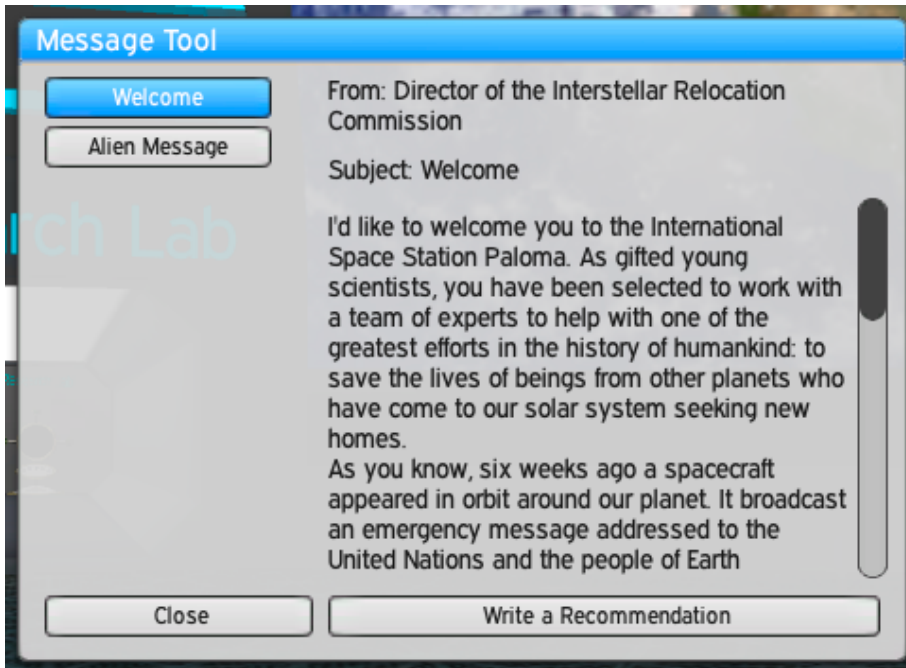 Message Tool
Welcome
Alien Message
From: Director of the Interstellar Relocation
Commission
Subject: Welcome
I'd like to welcome you to the International
Space Station Paloma. As gifted young
scientists, you have been selected to work with
a team of experts to help with one of the
greatest efforts in the history of humankind: to
save the lives of beings from other planets who
have come to our solar system seeking new
homes.
As you know, six weeks ago a spacecraft
appeared in orbit around our planet. It broadcast
an emergency message addressed to the
United Nations and the people of Earth
rch Lab
Close
Write a Recommendation